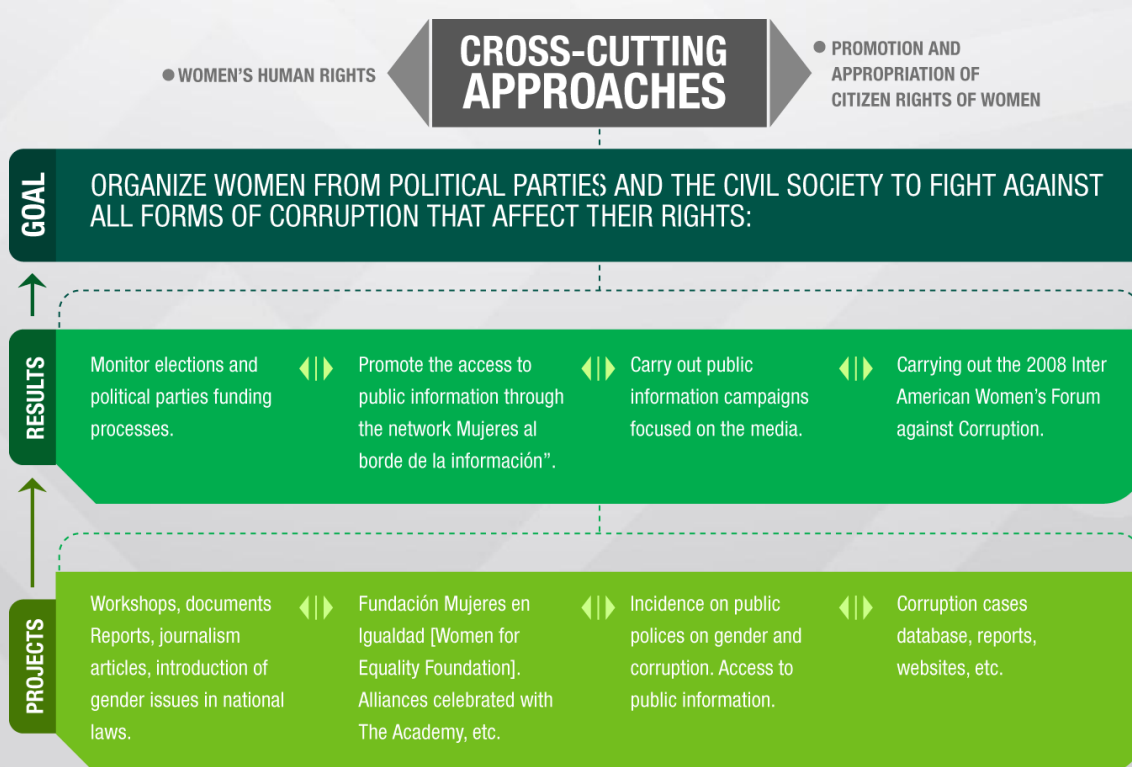 CROSS-CUTTING
APPROACHES
● WOMEN'S HUMAN RIGHTS
● PROMOTION AND
APPROPRIATION OF
CITIZEN RIGHTS OF WOMEN
GOAL
ORGANIZE WOMEN FROM POLITICAL PARTIES AND THE CIVIL SOCIETY TO FIGHT AGAINST
ALL FORMS OF CORRUPTION THAT AFFECT THEIR RIGHTS:
RESULTS
Monitor elections and
political parties funding
processes.
Promote the access to
public information through
the network Mujeres al
borde de la información”.
Carry out public
information campaigns
focused on the media.
Carrying out the 2008 Inter
American Women's Forum
against Corruption.
PROJECTS
Workshops, documents
Reports, journalism
articles, introduction of
gender issues in national
laws.
Fundación Mujeres en
Igualdad [Women for
Equality Foundation].
Alliances celebrated with
The Academy, etc.
Incidence on public
polices on gender and
corruption. Access to
public information.
Corruption cases
database, reports,
websites, etc.